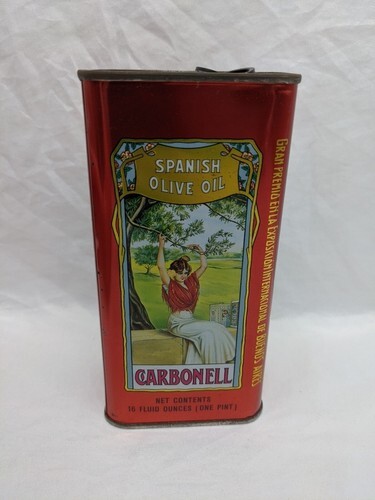 SPANISH
OLIVE OIL
CARBONELL
NET CONTENTS
16 FLUID OUNCES (ONE PINT)
GRAN PREMIO EN LA EXPOSICION INTERNACIONAL DE BUENOS AIRES